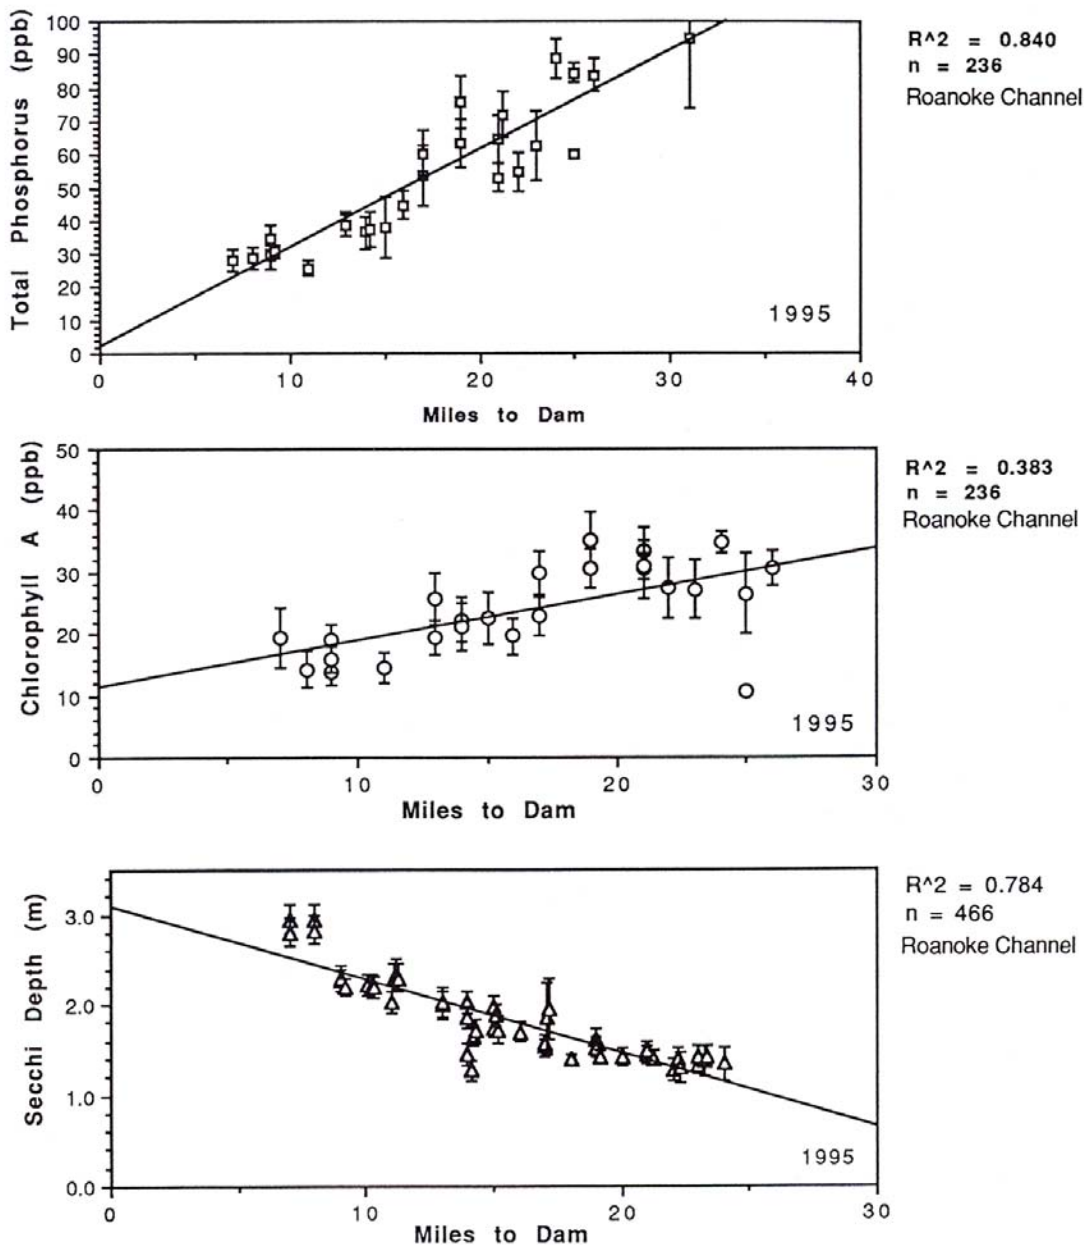 Total Phosphorus (ppb)
100
90
80
70
60
50
40
30
20
10
0
0 10 20 30 40
Miles to Dam
1995
R^2 = 0.840
n = 236
Roanoke Channel
Chlorophyll A (ppb)
50
40
30
20
10
0
0 10 20 30
Miles to Dam
1995
R^2 = 0.383
n = 236
Roanoke Channel
Secchi Depth (m)
3.0
2.0
1.0
0.0
0 10 20 30
Miles to Dam
1995
R^2 = 0.784
n = 466
Roanoke Channel